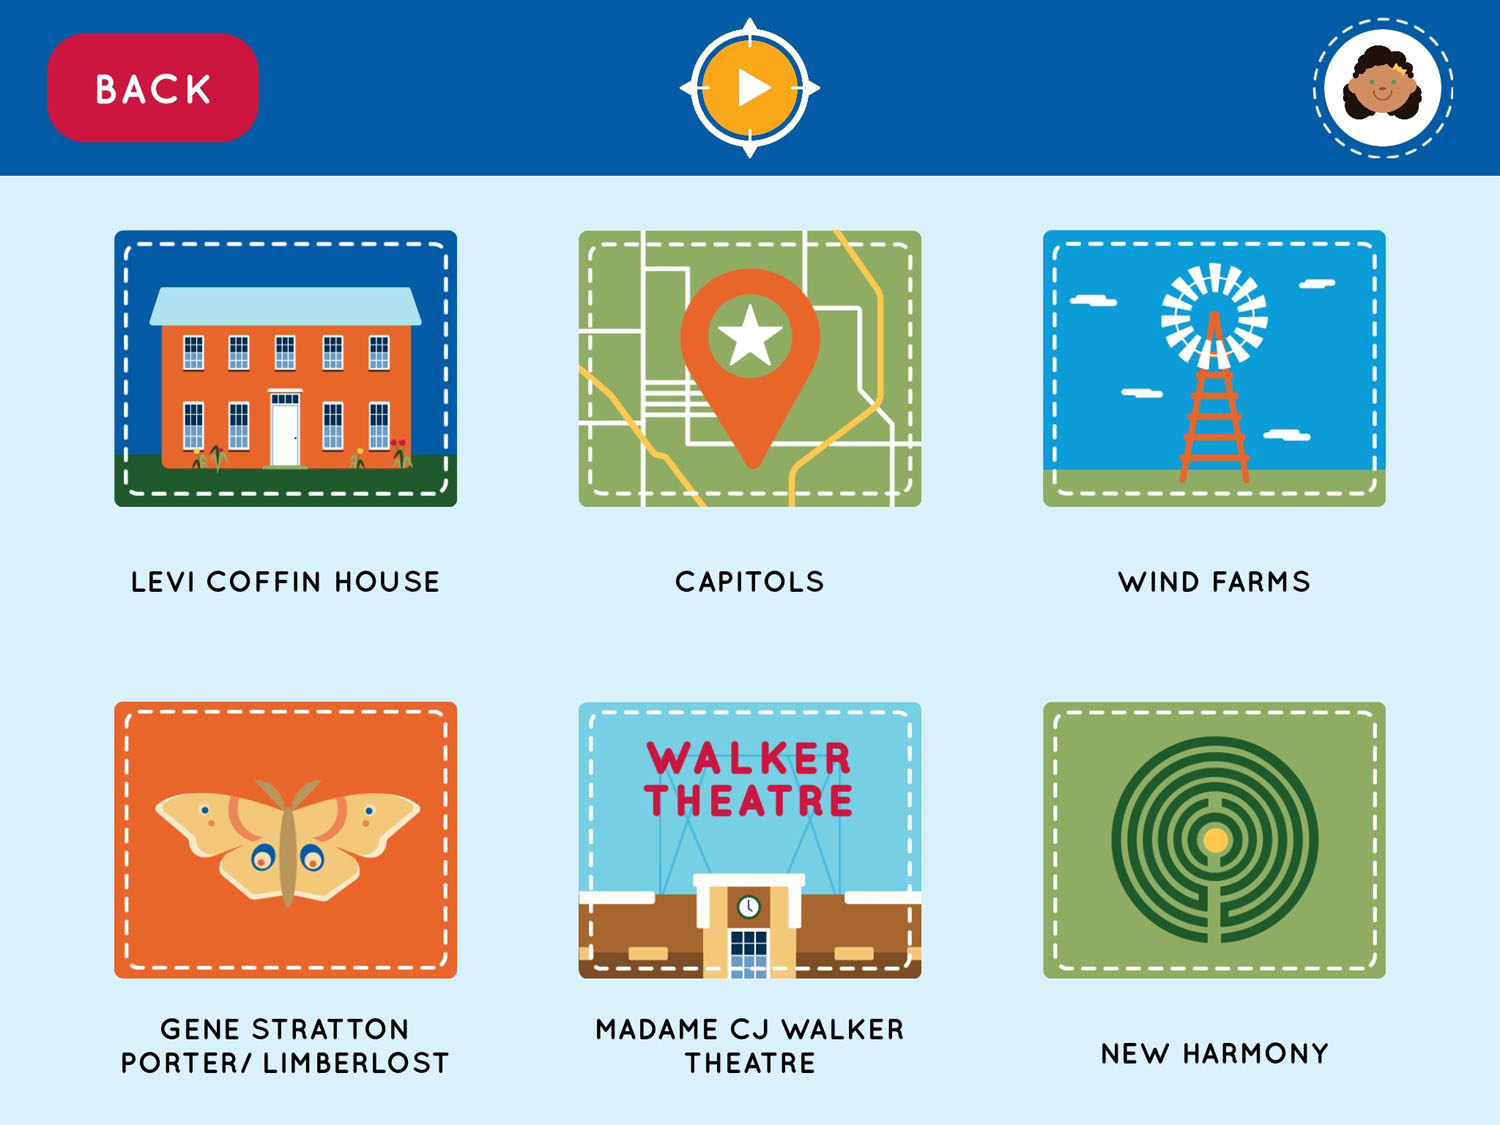 BACK
LEVI COFFIN HOUSE
CAPITOLS
WIND FARMS
WALKER
THEATRE
GENE STRATTON
PORTER/ LIMBERLOST
MADAME CJ WALKER
THEATRE
NEW HARMONY